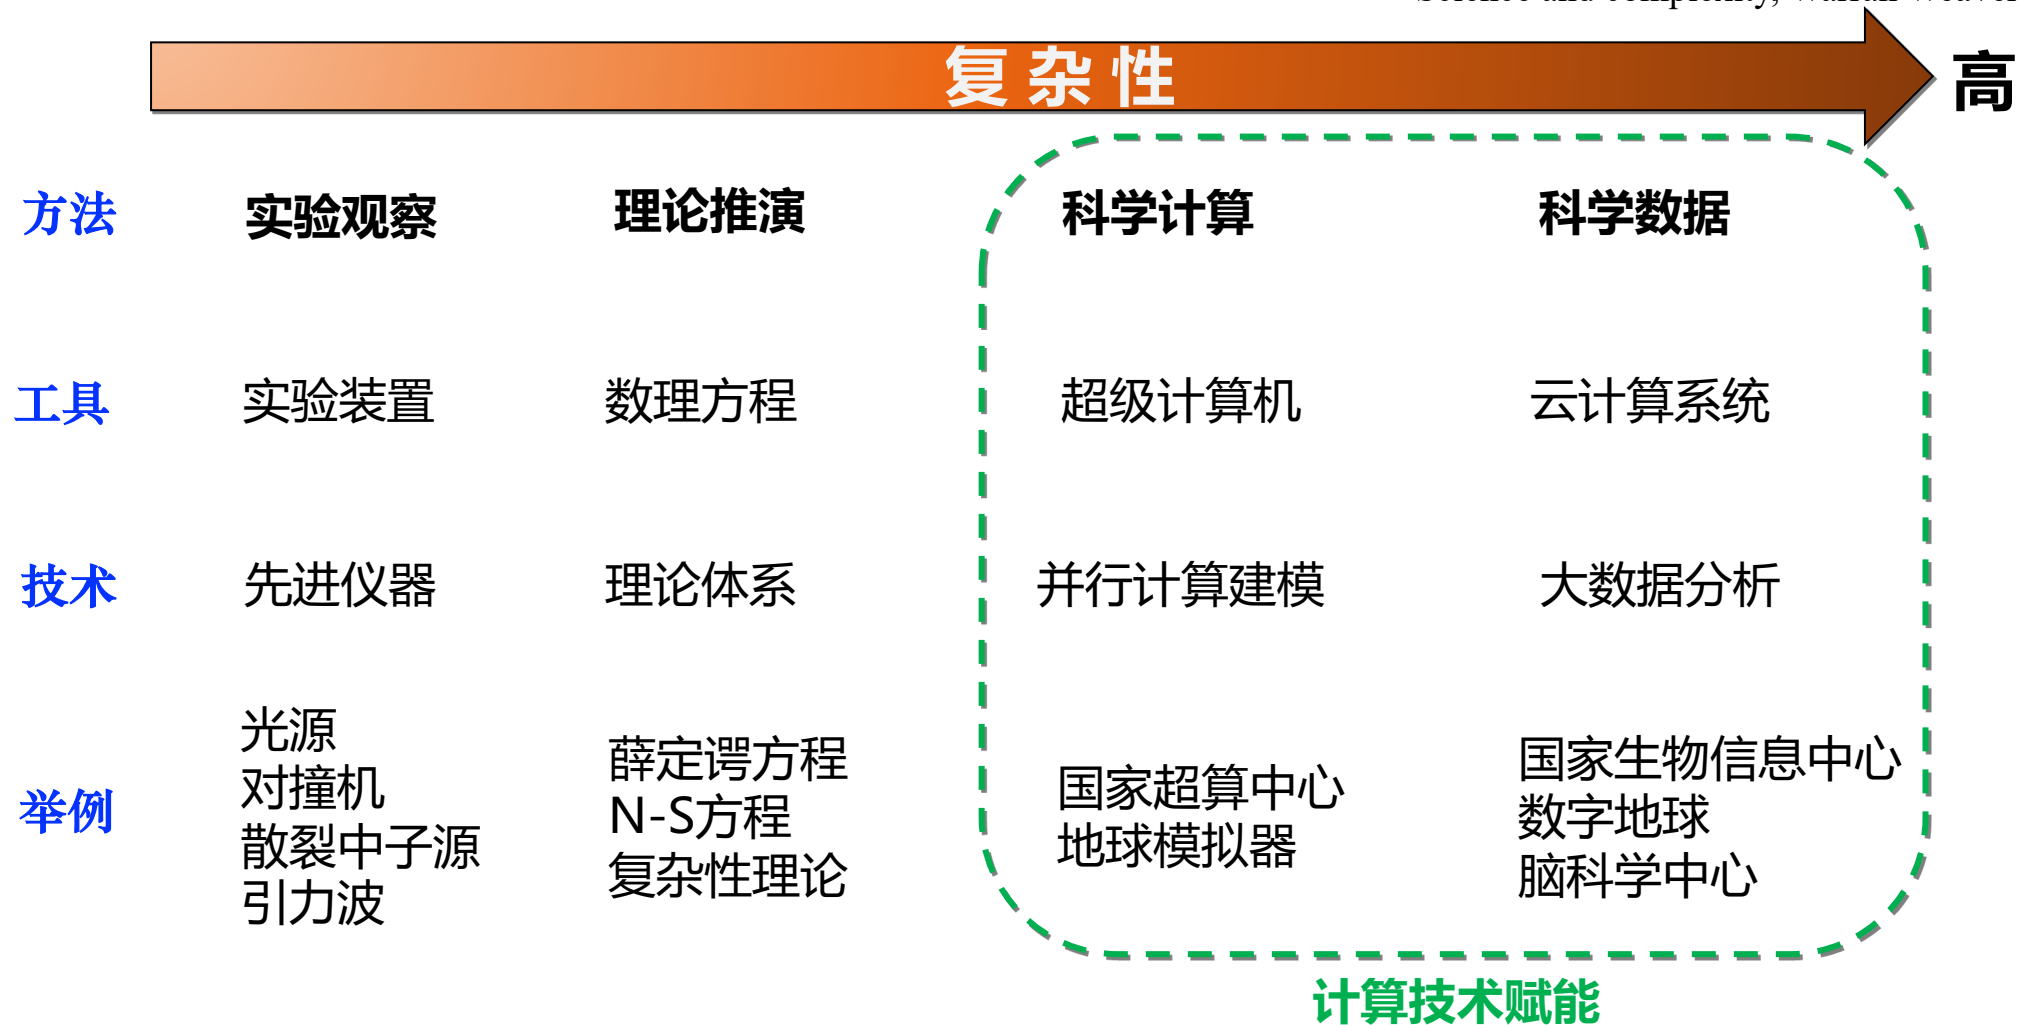 Science and complexity, Warran Weaver
复杂性
高
方法 实验观察 理论推演 科学计算 科学数据
工具 实验装置 数理方程 超级计算机 云计算系统
技术 先进仪器 理论体系 并行计算建模 大数据分析
举例
光源
对撞机
散裂中子源
引力波
薛定谔方程
N-S方程
复杂性理论
国家超算中心
地球模拟器
国家生物信息中心
数字地球
脑科学中心
计算技术赋能